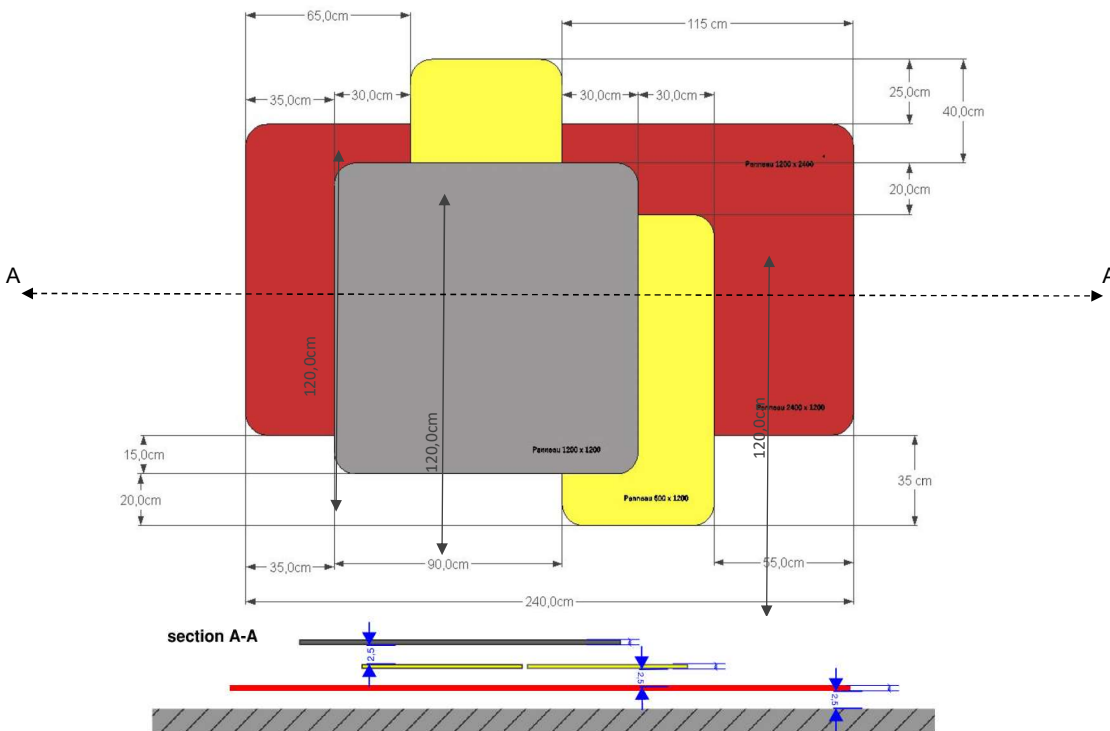 65,0cm
115 cm
35,0cm
30,0cm
30,0cm
30,0cm
25,0cm
40,0cm
Panneau 1200 x 2400
20,0cm
A
A
120,0cm
120,0cm
120,0cm
Panneau 2400 x 1200
15,0cm
Panneau 1200 x 1200
20,0cm
Panneau 600 x 1200
35 cm
35,0cm
90,0cm
55,0cm
240,0cm
section A-A
2,5
2,5
2,5